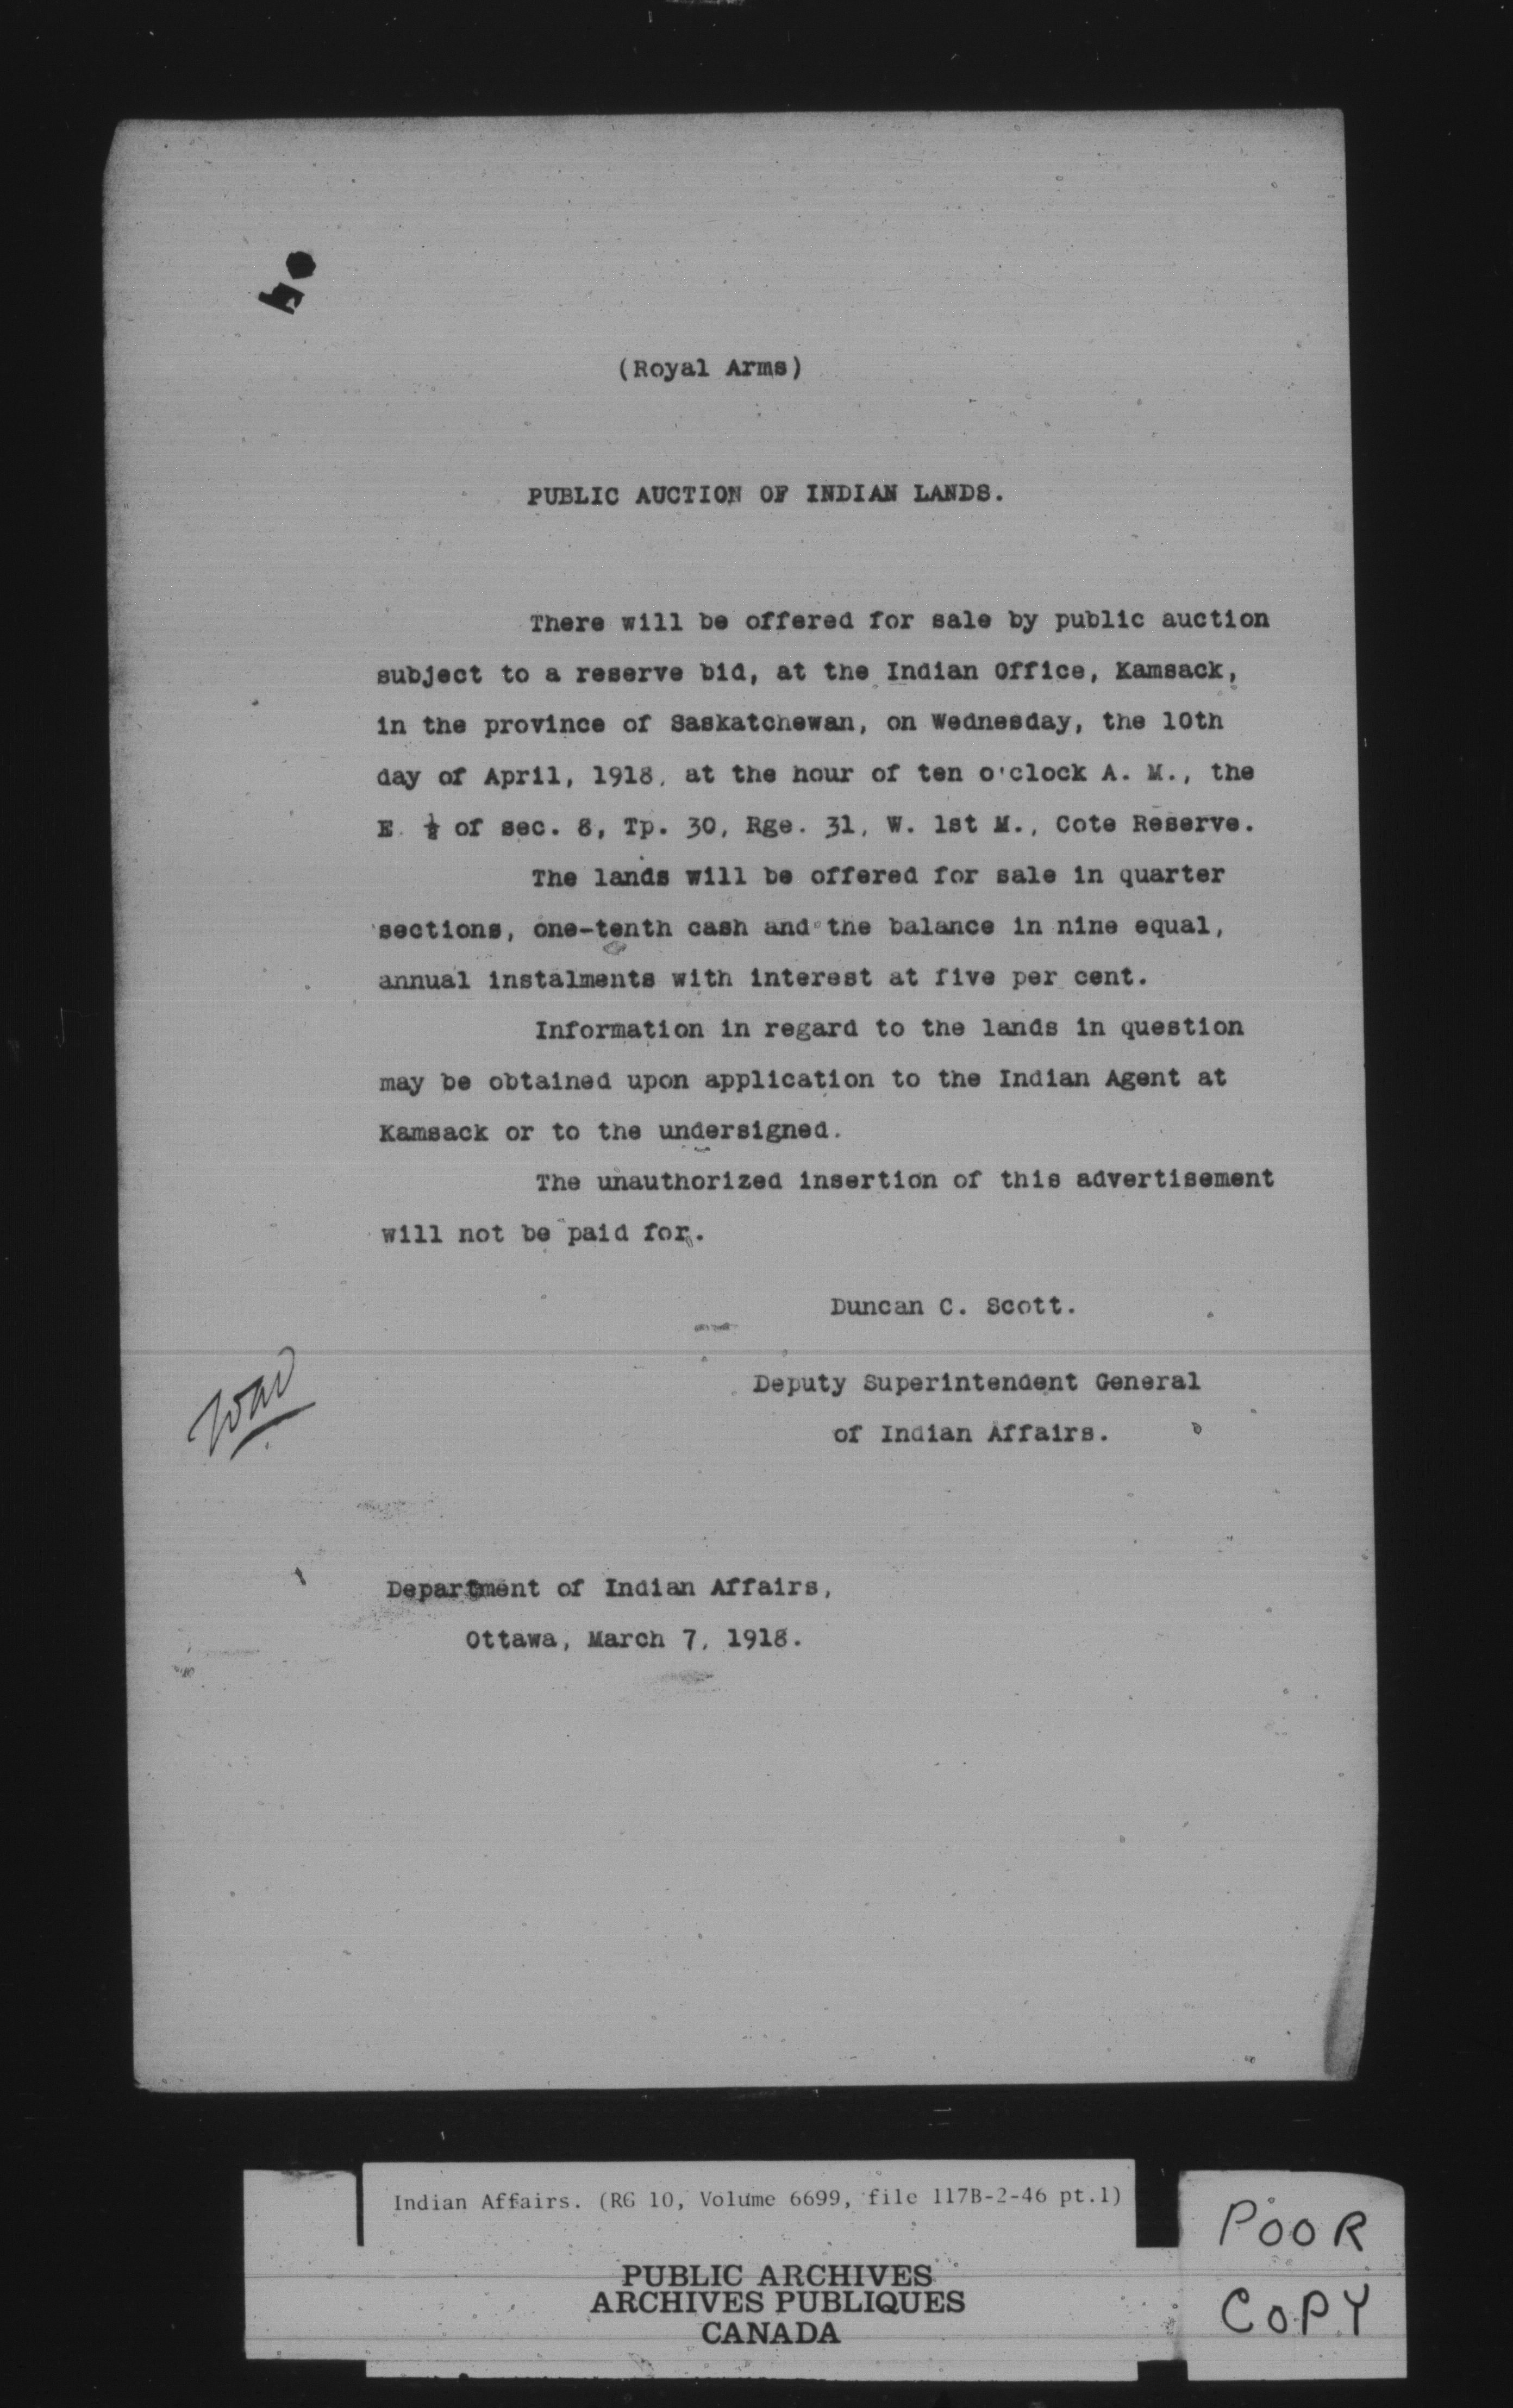 (Royal Arms)
PUBLIC AUCTION OF INDIAN LANDS.
There will be offered for sale by public auction
subject to a reserve bid, at the Indian Office, Kamsack,
in the province of Saskatchewan, on Wednesday, the 10th
day of April, 1918, at the hour of ten o'clock A. M., the
E ½ of sec. 8, Tp. 30, Rge. 31, W. 1st M., Cote Reserve.
The lands will be offered for sale in quarter
sections, one-tenth cash and the balance in nine equal,
annual instalments with interest at five per cent.
Information in regard to the lands in question
may be obtained upon application to the Indian Agent at
Kamsack or to the undersigned.
The unauthorized insertion of this advertisement
will not be paid for.
Duncan C. Scott.
Deputy Superintendent General
of Indian Affairs.
Department of Indian Affairs,
Ottawa, March 7, 1918.
Indian Affairs. (RG 10, Volume 6699, file 117B-2-46 pt.1)
PUBLIC ARCHIVES
ARCHIVES PUBLIQUES
CANADA
POOR
COPY